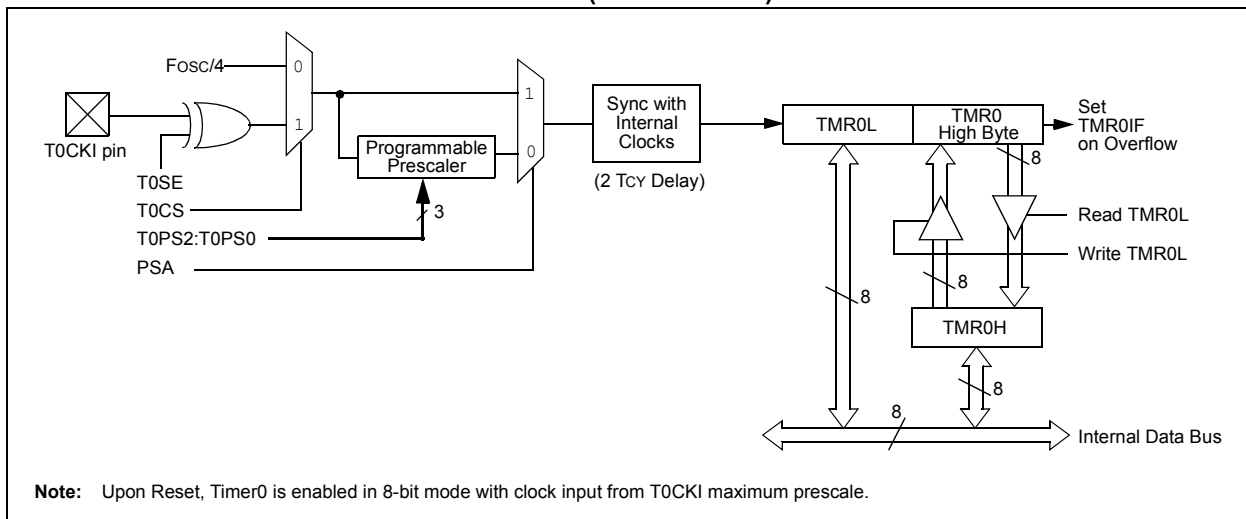 FOSC/4
0
1
T0CKI pin
T0SE
T0CS
T0PS2:T0PS0
PSA
Programmable
Prescaler
3
1
0
Sync with
Internal
Clocks
(2 TCY Delay)
TMR0L
TMR0
High Byte
Set
TMR0IF
on Overflow
8
Read TMR0L
Write TMR0L
8
8
TMR0H
8
8
Internal Data Bus
Note: Upon Reset, Timer0 is enabled in 8-bit mode with clock input from T0CKI maximum prescale.